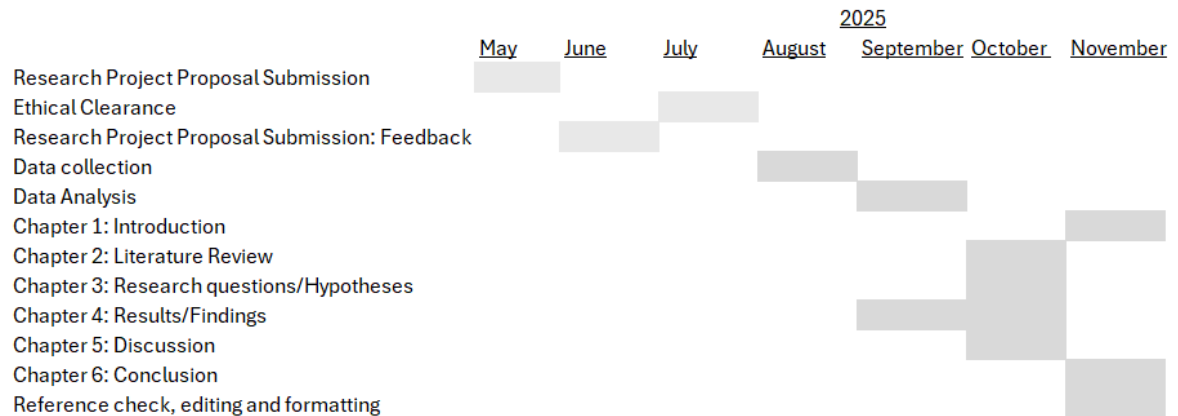 2025
May June July August September October November
Research Project Proposal Submission
Ethical Clearance
Research Project Proposal Submission: Feedback
Data collection
Data Analysis
Chapter 1: Introduction
Chapter 2: Literature Review
Chapter 3: Research questions/Hypotheses
Chapter 4: Results/Findings
Chapter 5: Discussion
Chapter 6: Conclusion
Reference check, editing and formatting